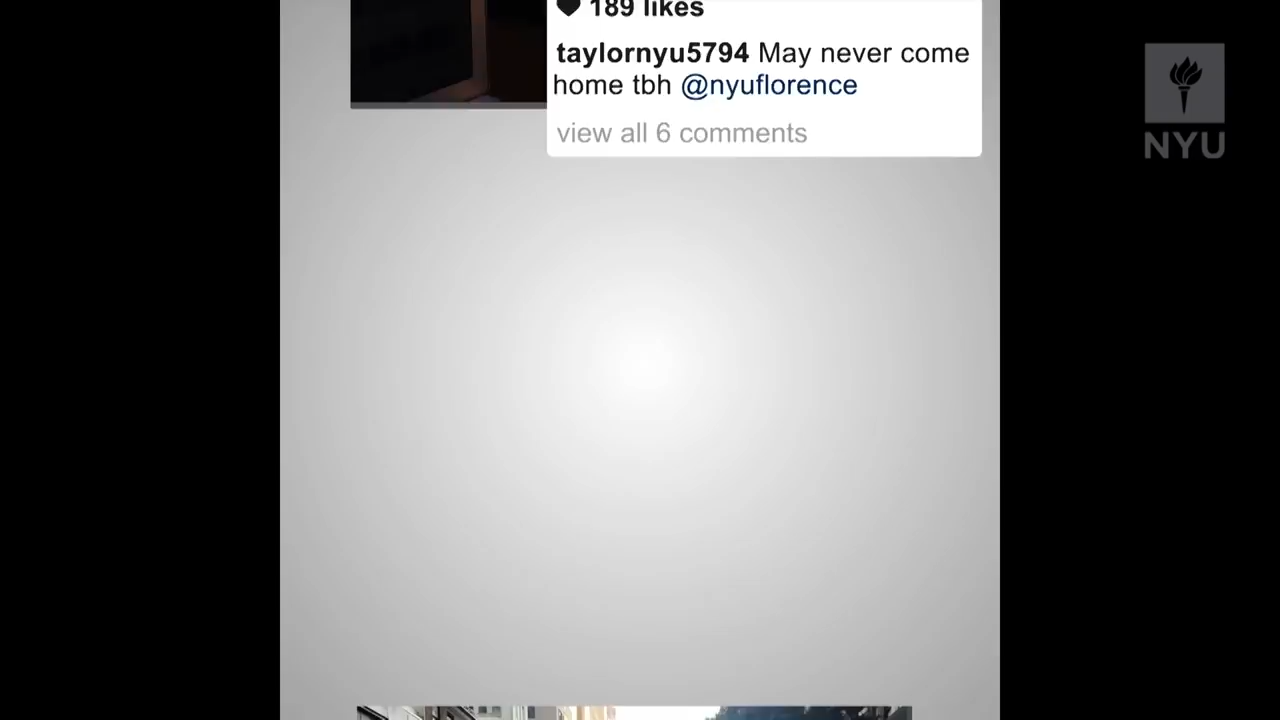 189 likes
taylornyu5794 May never come
home tbh @nyuflorence
view all 6 comments
NYU